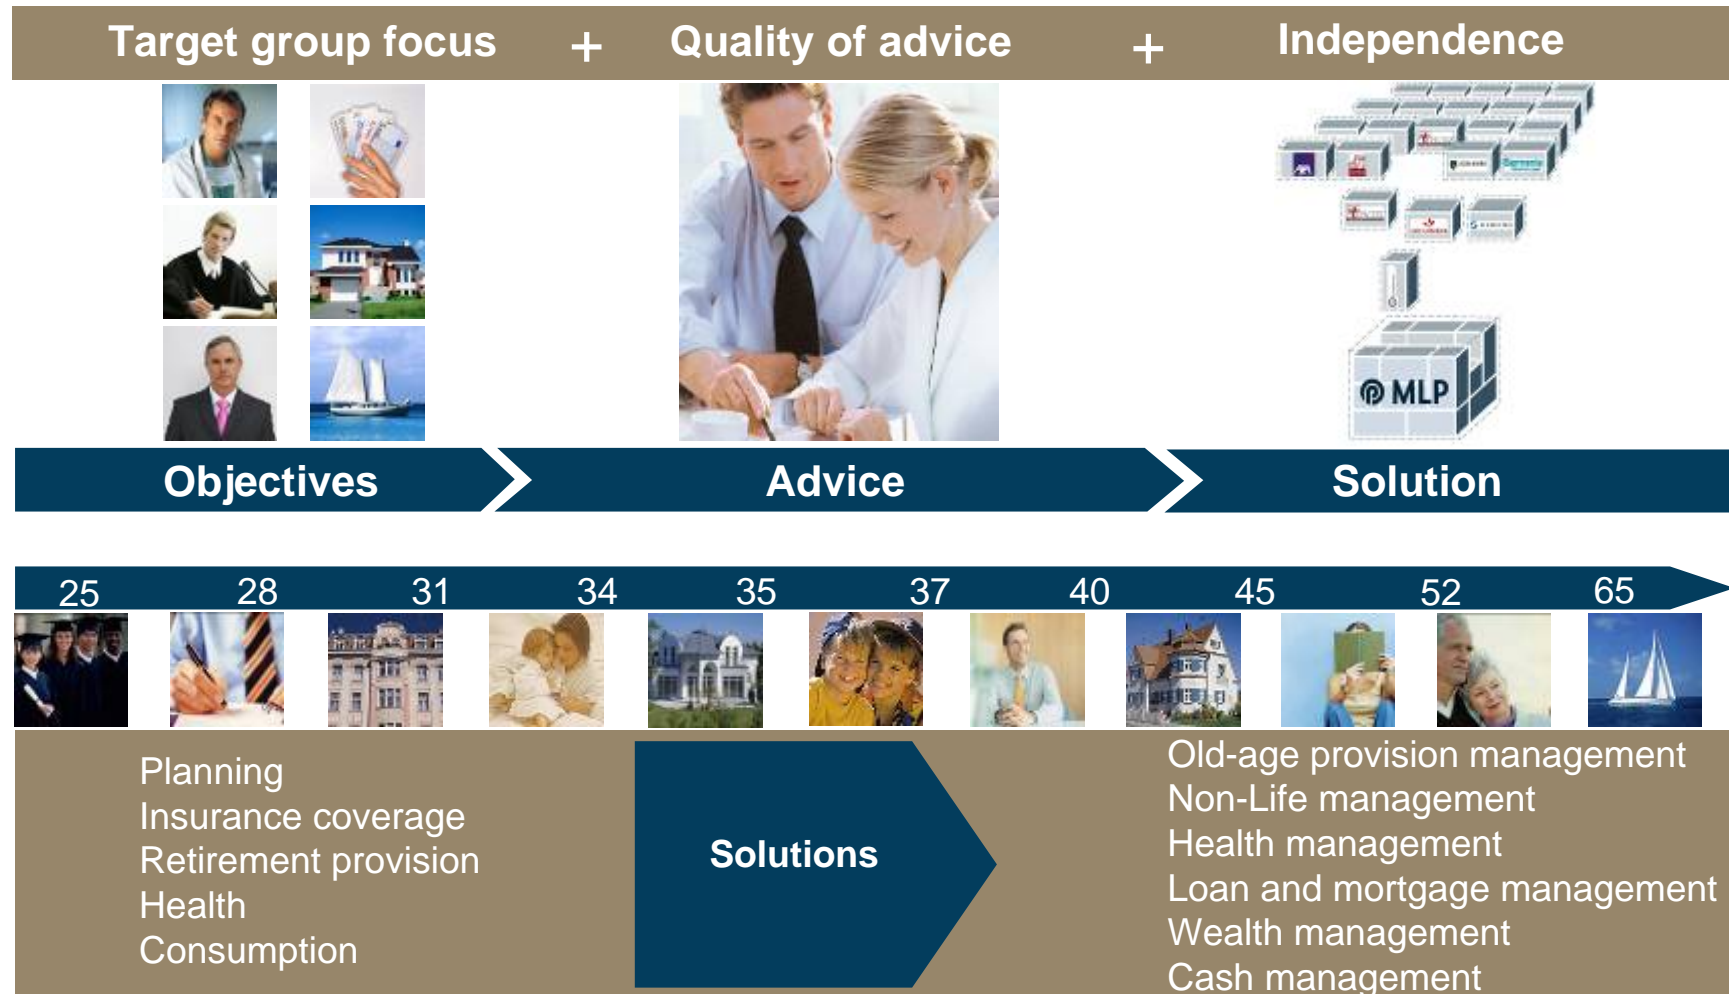 Target group focus + Quality of advice + Independence
MLP
Objectives Advice Solution
25 28 31 34 35 37 40 45 52 65
Planning
Insurance coverage
Retirement provision
Health
Consumption
Solutions
Old-age provision management
Non-Life management
Health management
Loan and mortgage management
Wealth management
Cash management